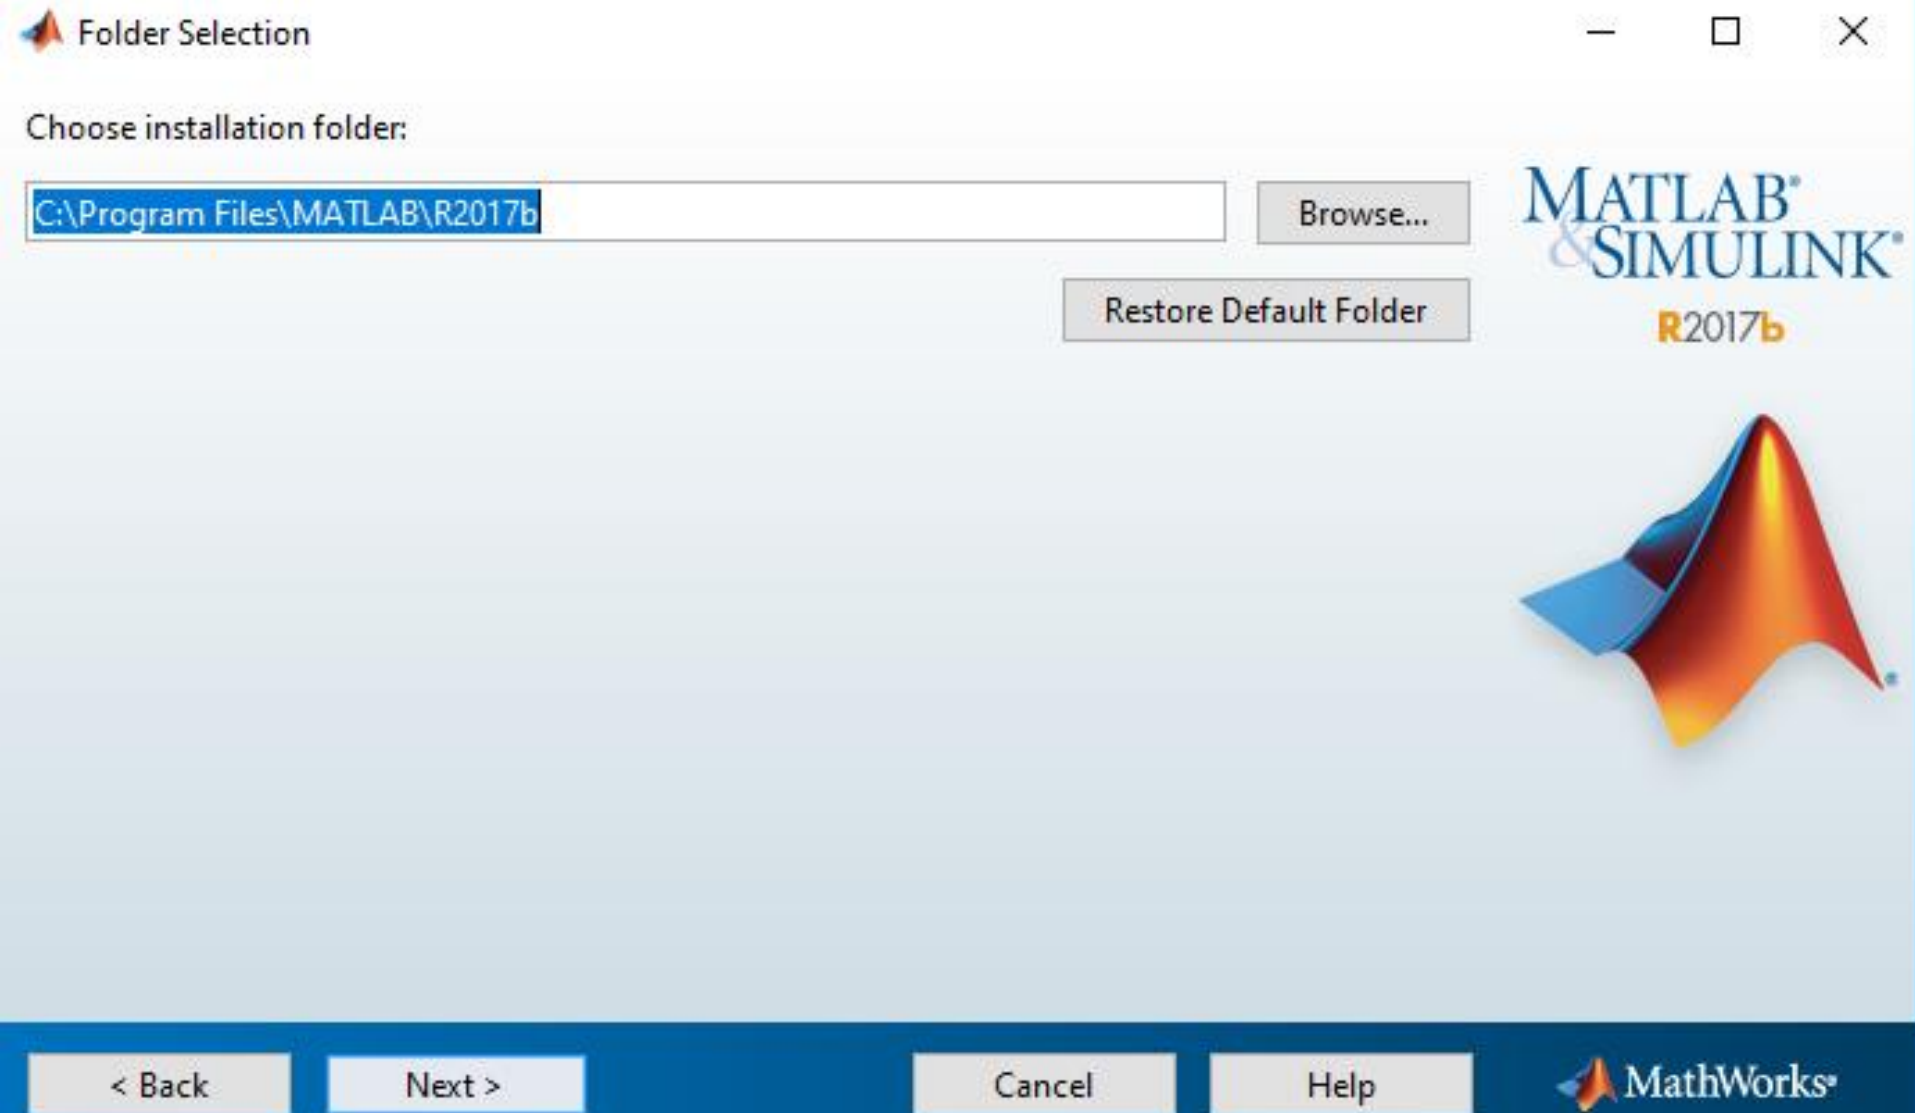 Folder Selection
Choose installation folder:
C:\Program Files\MATLAB\R2017b
Browse...
Restore Default Folder
MATLAB®
&SIMULINK®
R2017b
< Back
Next >
Cancel
Help
MathWorks®